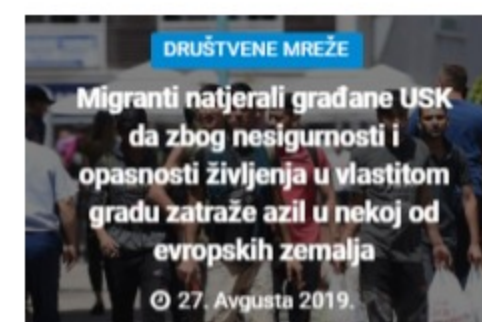 DRUŠTVENE MREŽE
Migranti natjerali građane USK
da zbog nesigurnosti i
opasnosti življenja u vlastitom
gradu zatraže azil u nekoj od
evropskih zemalja
27. Avgusta 2019.